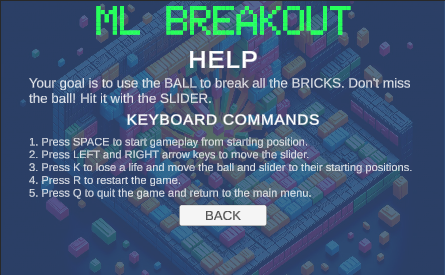 ML BREAKOUT
HELP
Your goal is to use the BALL to break all the BRICKS. Don't miss
the ball! Hit it with the SLIDER.
KEYBOARD COMMANDS
1. Press SPACE to start gameplay from starting position.
2. Press LEFT and RIGHT arrow keys to move the slider.
3. Press K to lose a life and move the ball and slider to their starting positions.
4. Press R to restart the game.
5. Press Q to quit the game and return to the main menu.
BACK